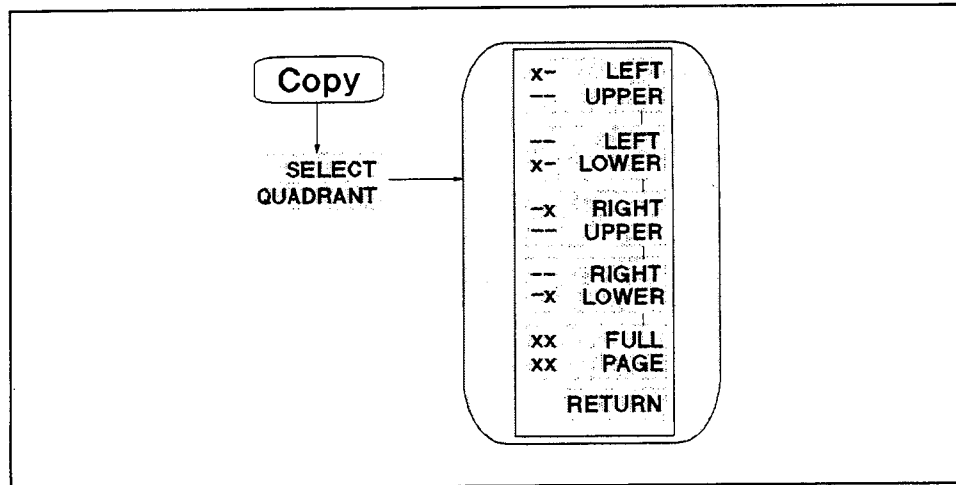 Copy
SELECT
QUADRANT
x- LEFT
-- UPPER
-- LEFT
x- LOWER
-x RIGHT
-- UPPER
-- RIGHT
-x LOWER
xx FULL
xx PAGE
RETURN